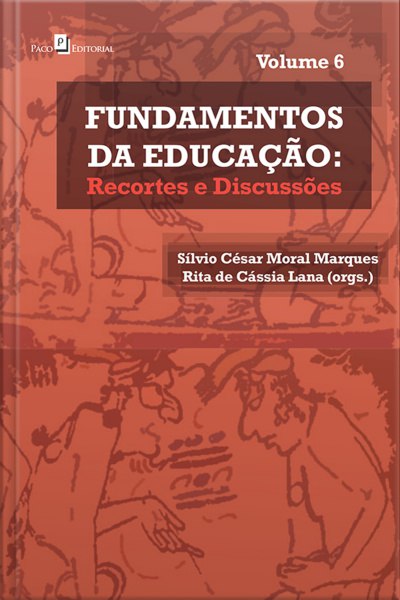 PACO EDITORIAL
Volume 6
FUNDAMENTOS
DA EDUCAÇÃO:
Recortes e Discussões
Sílvio César Moral Marques
Rita de Cássia Lana (orgs.)